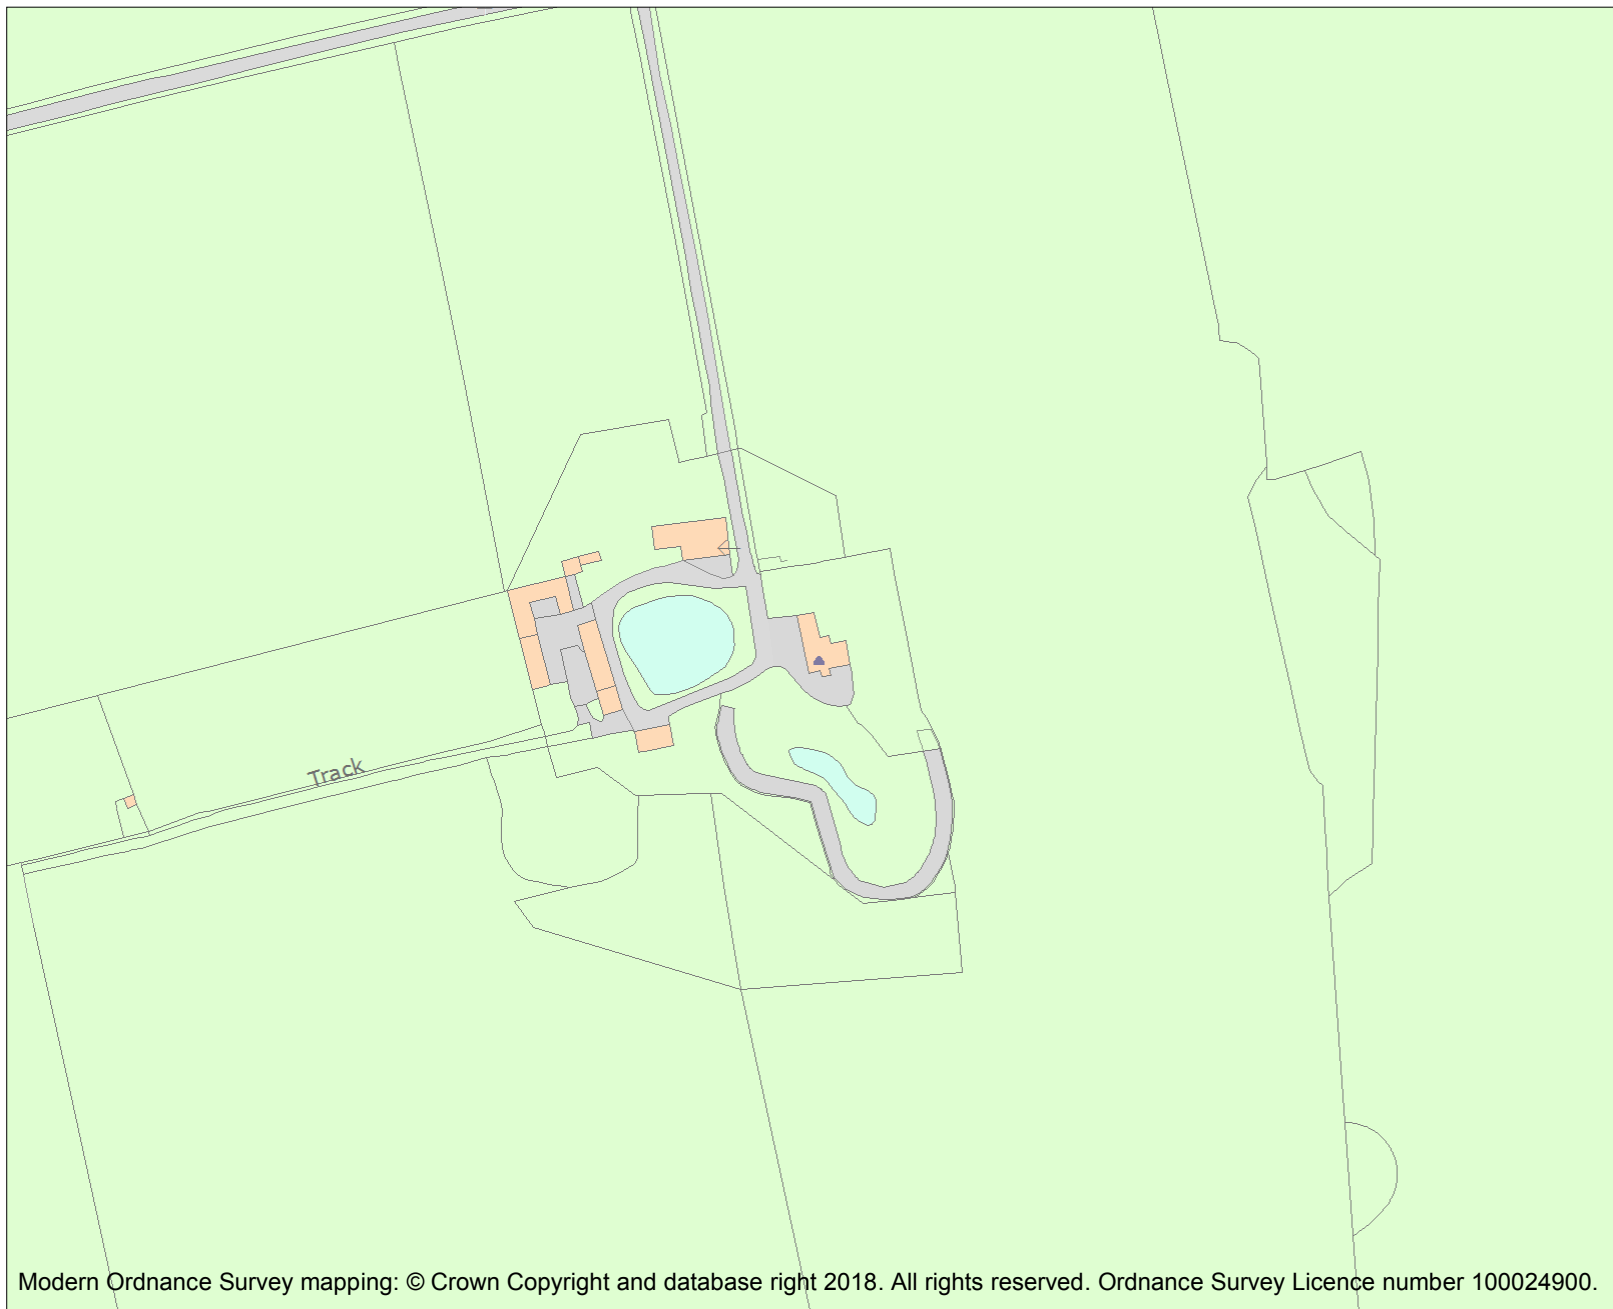 Track
Modern Ordnance Survey mapping: © Crown Copyright and database right 2018. All rights reserved. Ordnance Survey Licence number 100024900.